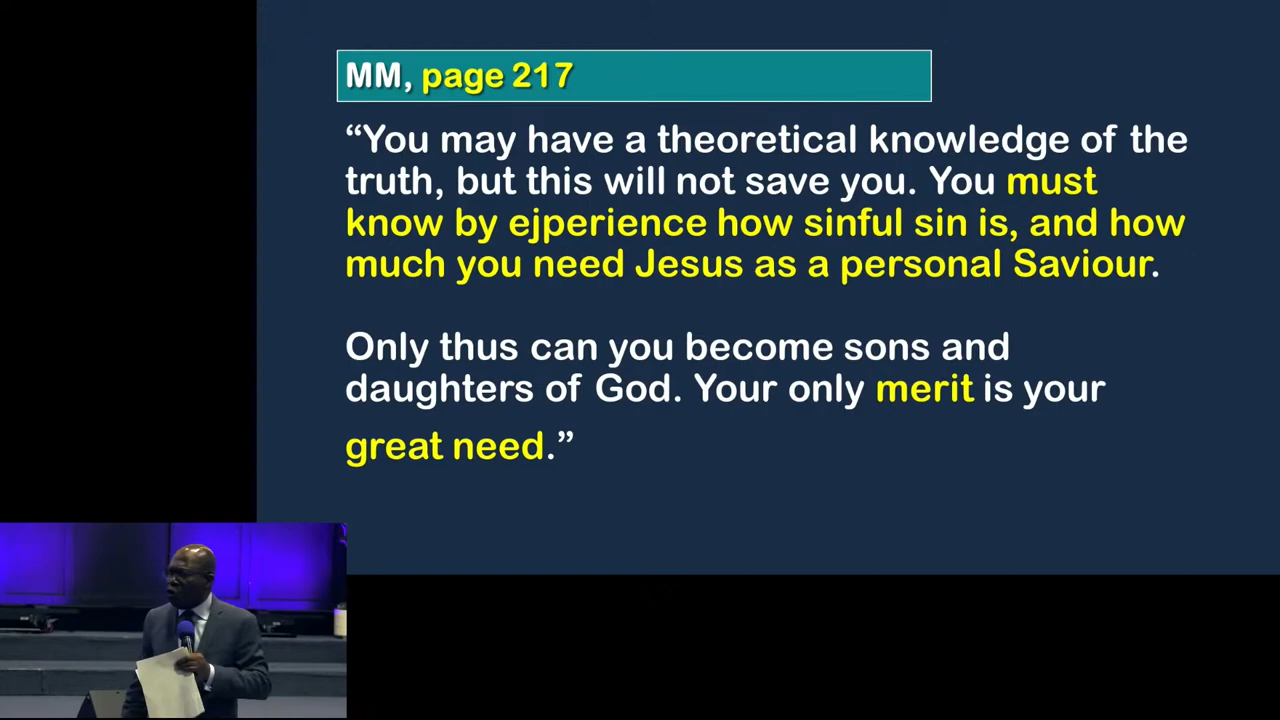 MM, page 217
“You may have a theoretical knowledge of the
truth, but this will not save you. You must
know by ejperience how sinful sin is, and how
much you need Jesus as a personal Saviour.
Only thus can you become sons and
daughters of God. Your only merit is your
great need.”